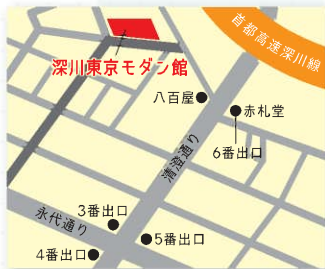 首都高速深川線
深川東京モダン館
八百屋
赤札堂
清澄通り
6番出口
3番出口
永代通り
5番出口
4番出口